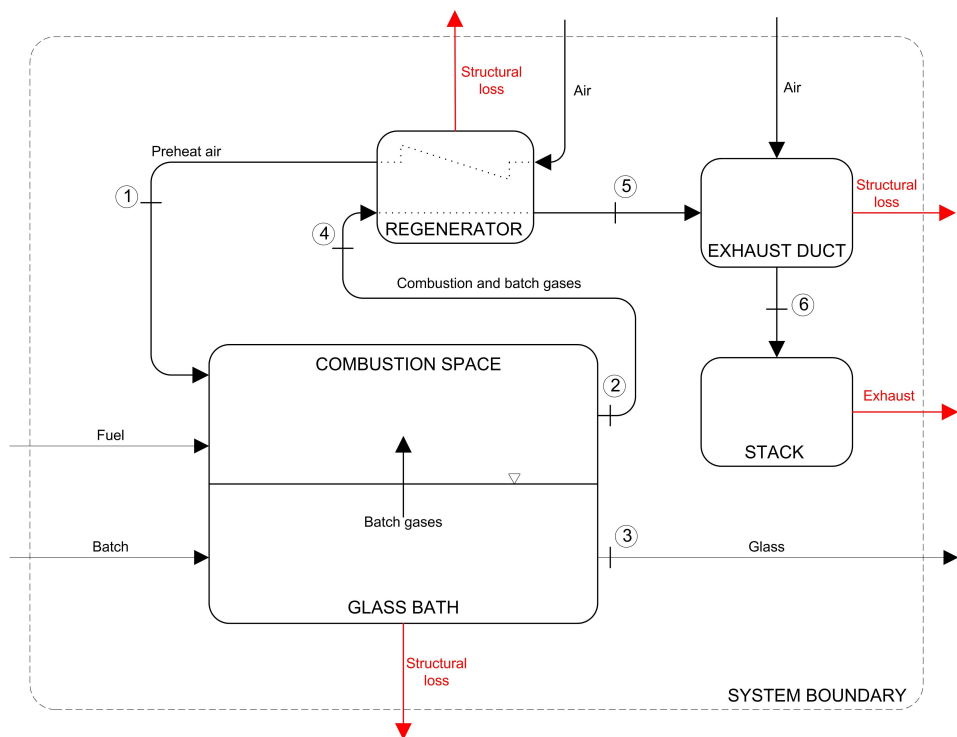 Structural
loss
Air
Air
Preheat air
1
4
REGENERATOR
5
Structural
loss
EXHAUST DUCT
Combustion and batch gases
6
COMBUSTION SPACE
2
Exhaust
Fuel
STACK
Batch gases
3
Batch
Glass
GLASS BATH
Structural
loss
SYSTEM BOUNDARY